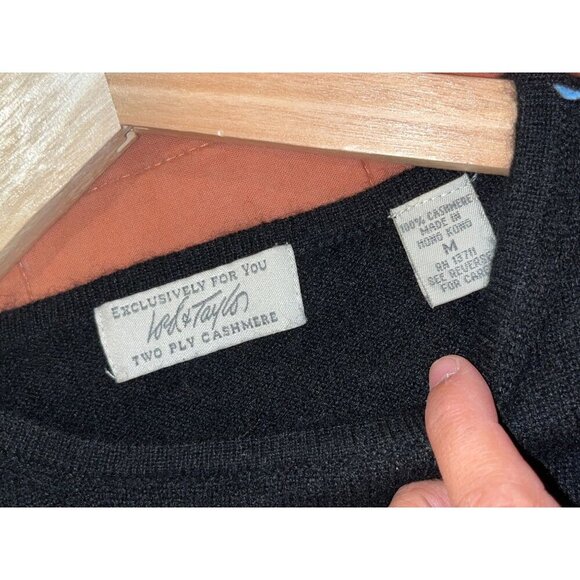 EXCLUSIVELY FOR YOU
Lord & Taylor
TWO PLY CASHMERE
100% CASHMERE
MADE IN
HONG KONG
M
RN 13711
SEE REVERSE
FOR CARE